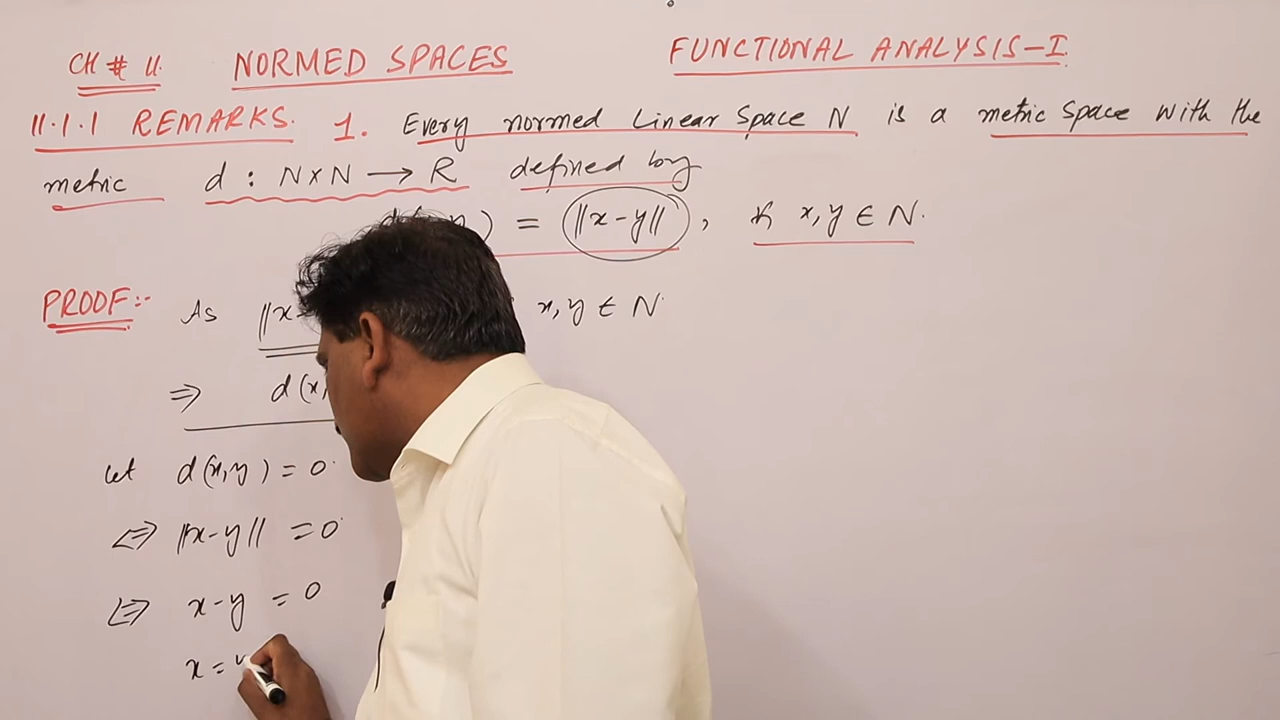 CH # 11. NORMED SPACES FUNCTIONAL ANALYSIS-I
11.1.1 REMARKS. 1. Every normed Linear Space N is a metric space with the
metric d : N×N → R defined by
= ||x-y||, x, y ∈ N.
PROOF:- As ||x- x, y ∈ N
⇒ d(x,
Let d(x,y) = 0
⇔ ||x-y|| = 0
⇔ x-y = 0
x =